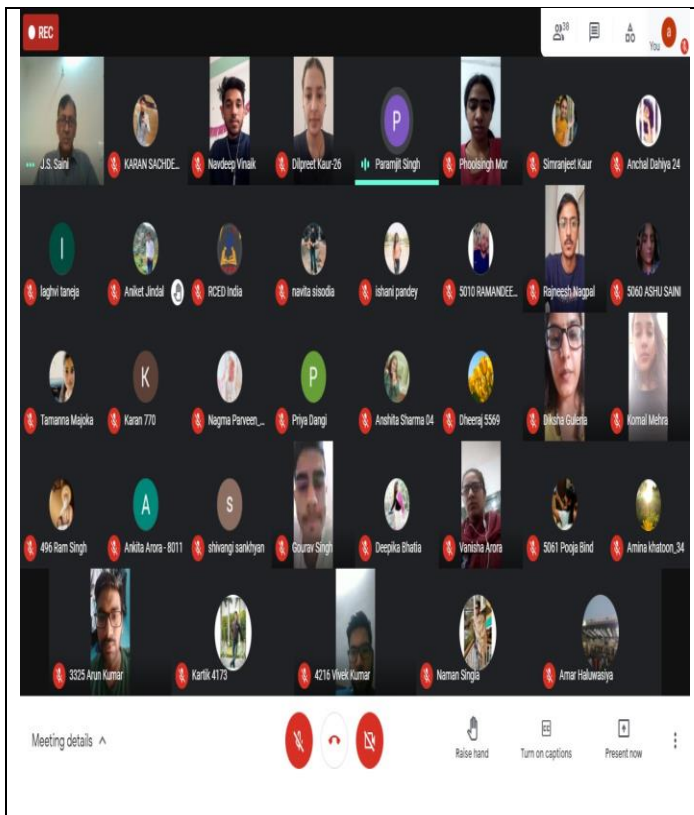 REC
38
a
You
J.S. Saini
KARAN SACHDE...
Navdeep Vinaik
Dilpreet Kaur-26
P
Paramjit Singh
Phoolsingh Mor
Simranjeet Kaur
Anchal Dahiya 24
l
laghvi taneja
Aniket Jindal
RCED India
navita sisodia
ishani pandey
5010 RAMANDEE...
Rajneesh Nagpal
5060 ASHU SAINI
Tamanna Majoka
K
Karan 770
Nagma Parveen_...
P
Priya Dangi
Anshita Sharma 04
Dheeraj 5569
Diksha Guleria
Komal Mehra
496 Ram Singh
A
Ankita Arora - 8011
S
shivangi sankhyan
Gourav Singh
Deepika Bhatia
Vanisha Arora
5061 Pooja Bind
Amina khatoon_34
3325 Arun Kumar
Kartik 4173
4216 Vivek Kumar
Naman Singla
Amar Haluwasiya
Meeting details
Raise hand
CC
Turn on captions
Present now